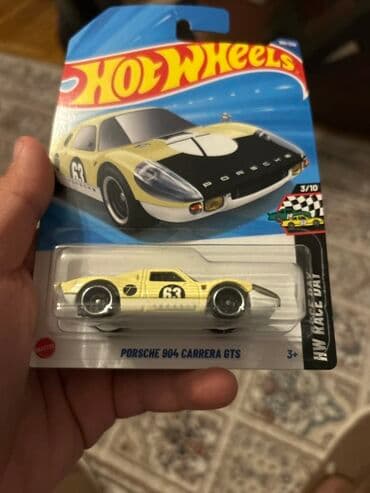 HOT WHEELS
63
PORSCHE
3/10
63
HW RACE DAY
PORSCHE 904 CARRERA GTS
3+